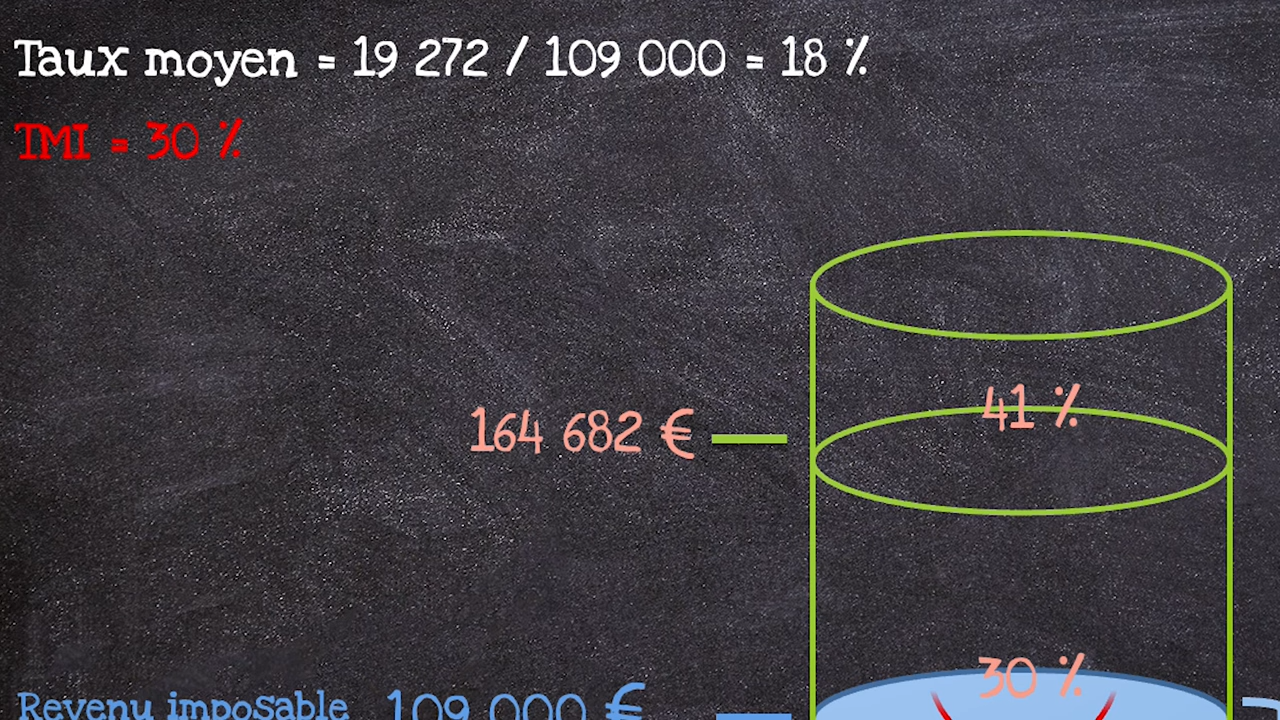 Taux moyen = 19 272 / 109 000 = 18 %
TMI = 30 %
41 %
164 682 €
30 %
Revenu imposable 109 000 €